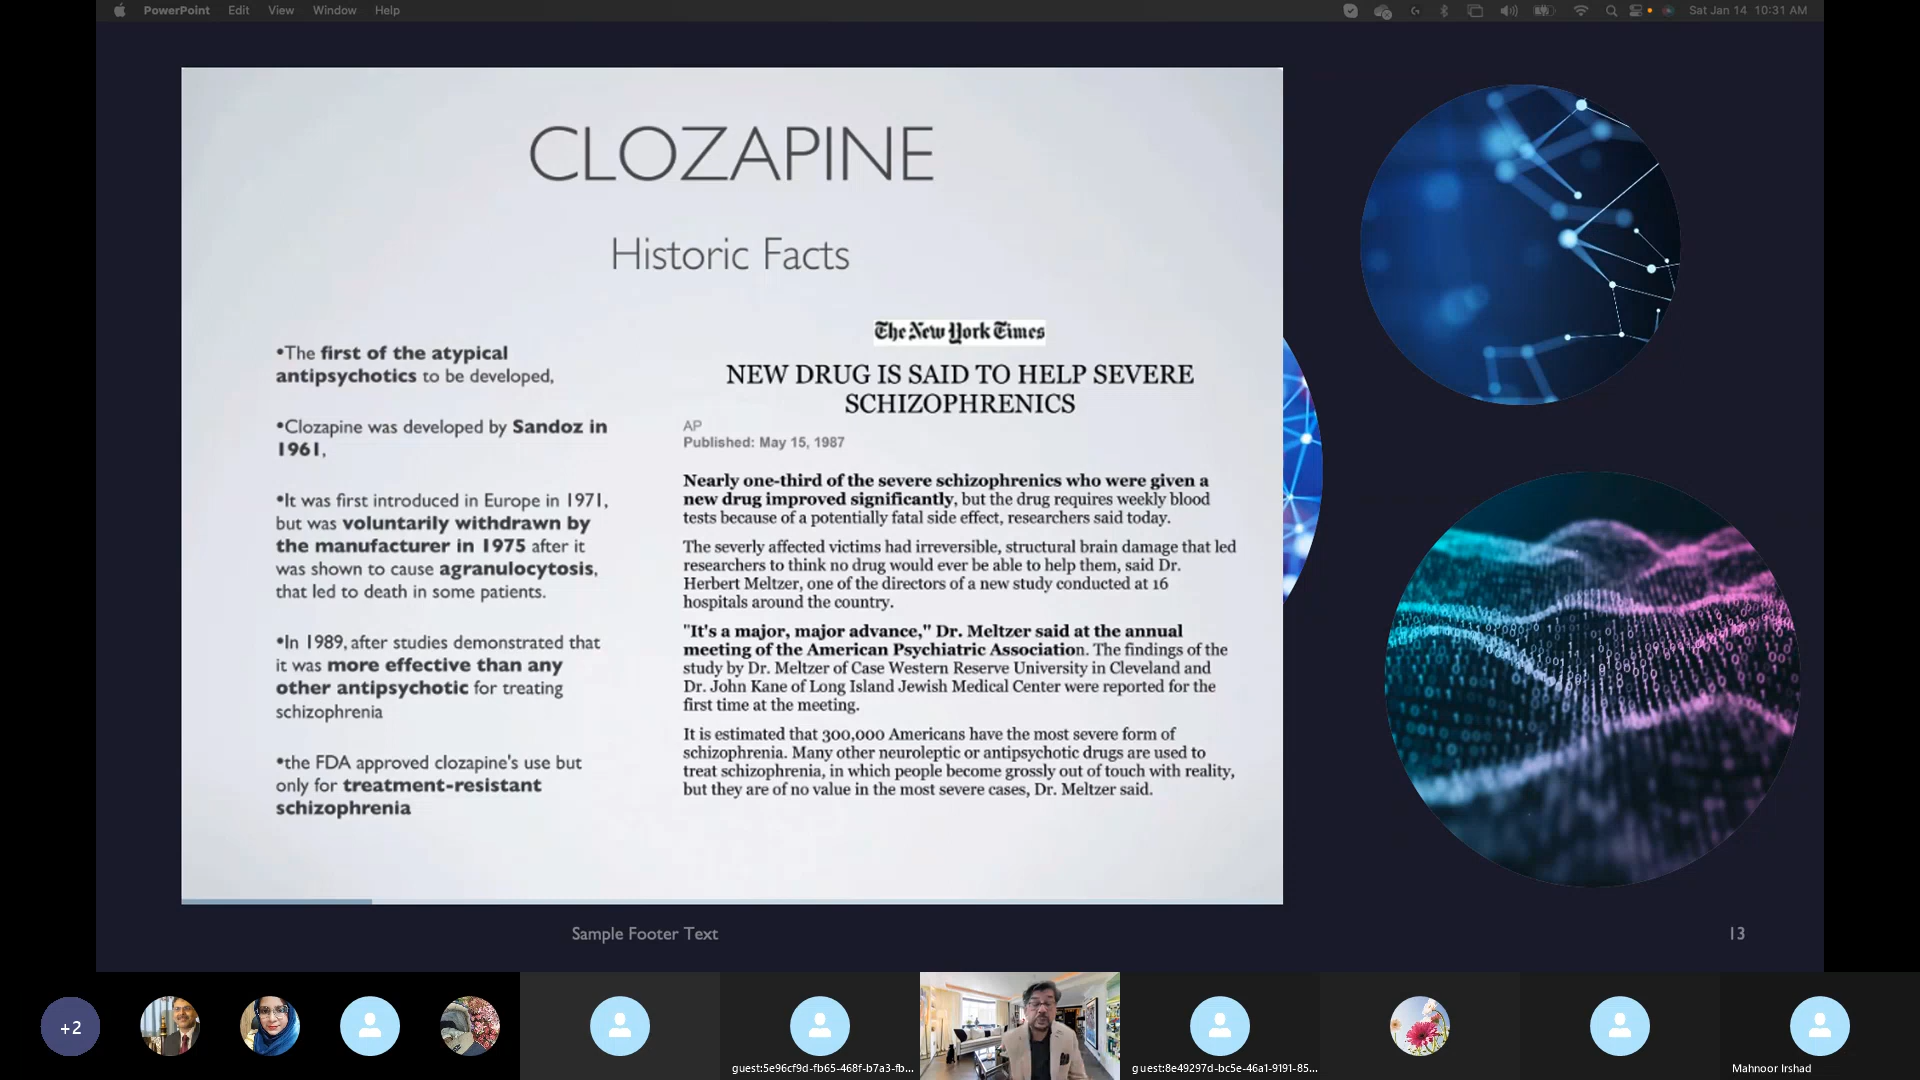 PowerPoint Edit View Window Help Sat Jan 14 10:31 AM
CLOZAPINE
Historic Facts
•The first of the atypical
antipsychotics to be developed,
•Clozapine was developed by Sandoz in
1961,
•It was first introduced in Europe in 1971,
but was voluntarily withdrawn by
the manufacturer in 1975 after it
was shown to cause agranulocytosis,
that led to death in some patients.
•In 1989, after studies demonstrated that
it was more effective than any
other antipsychotic for treating
schizophrenia
•the FDA approved clozapine's use but
only for treatment-resistant
schizophrenia
The New York Times
NEW DRUG IS SAID TO HELP SEVERE
SCHIZOPHRENICS
AP
Published: May 15, 1987
Nearly one-third of the severe schizophrenics who were given a
new drug improved significantly, but the drug requires weekly blood
tests because of a potentially fatal side effect, researchers said today.
The severly affected victims had irreversible, structural brain damage that led
researchers to think no drug would ever be able to help them, said Dr.
Herbert Meltzer, one of the directors of a new study conducted at 16
hospitals around the country.
"It's a major, major advance," Dr. Meltzer said at the annual
meeting of the American Psychiatric Association. The findings of the
study by Dr. Meltzer of Case Western Reserve University in Cleveland and
Dr. John Kane of Long Island Jewish Medical Center were reported for the
first time at the meeting.
It is estimated that 300,000 Americans have the most severe form of
schizophrenia. Many other neuroleptic or antipsychotic drugs are used to
treat schizophrenia, in which people become grossly out of touch with reality,
but they are of no value in the most severe cases, Dr. Meltzer said.
Sample Footer Text
13
+2
guest:5e96cf9d-fb65-468f-b7a3-fb...
guest:8e49297d-bc5e-46a1-9191-85...
Mahnoor Irshad